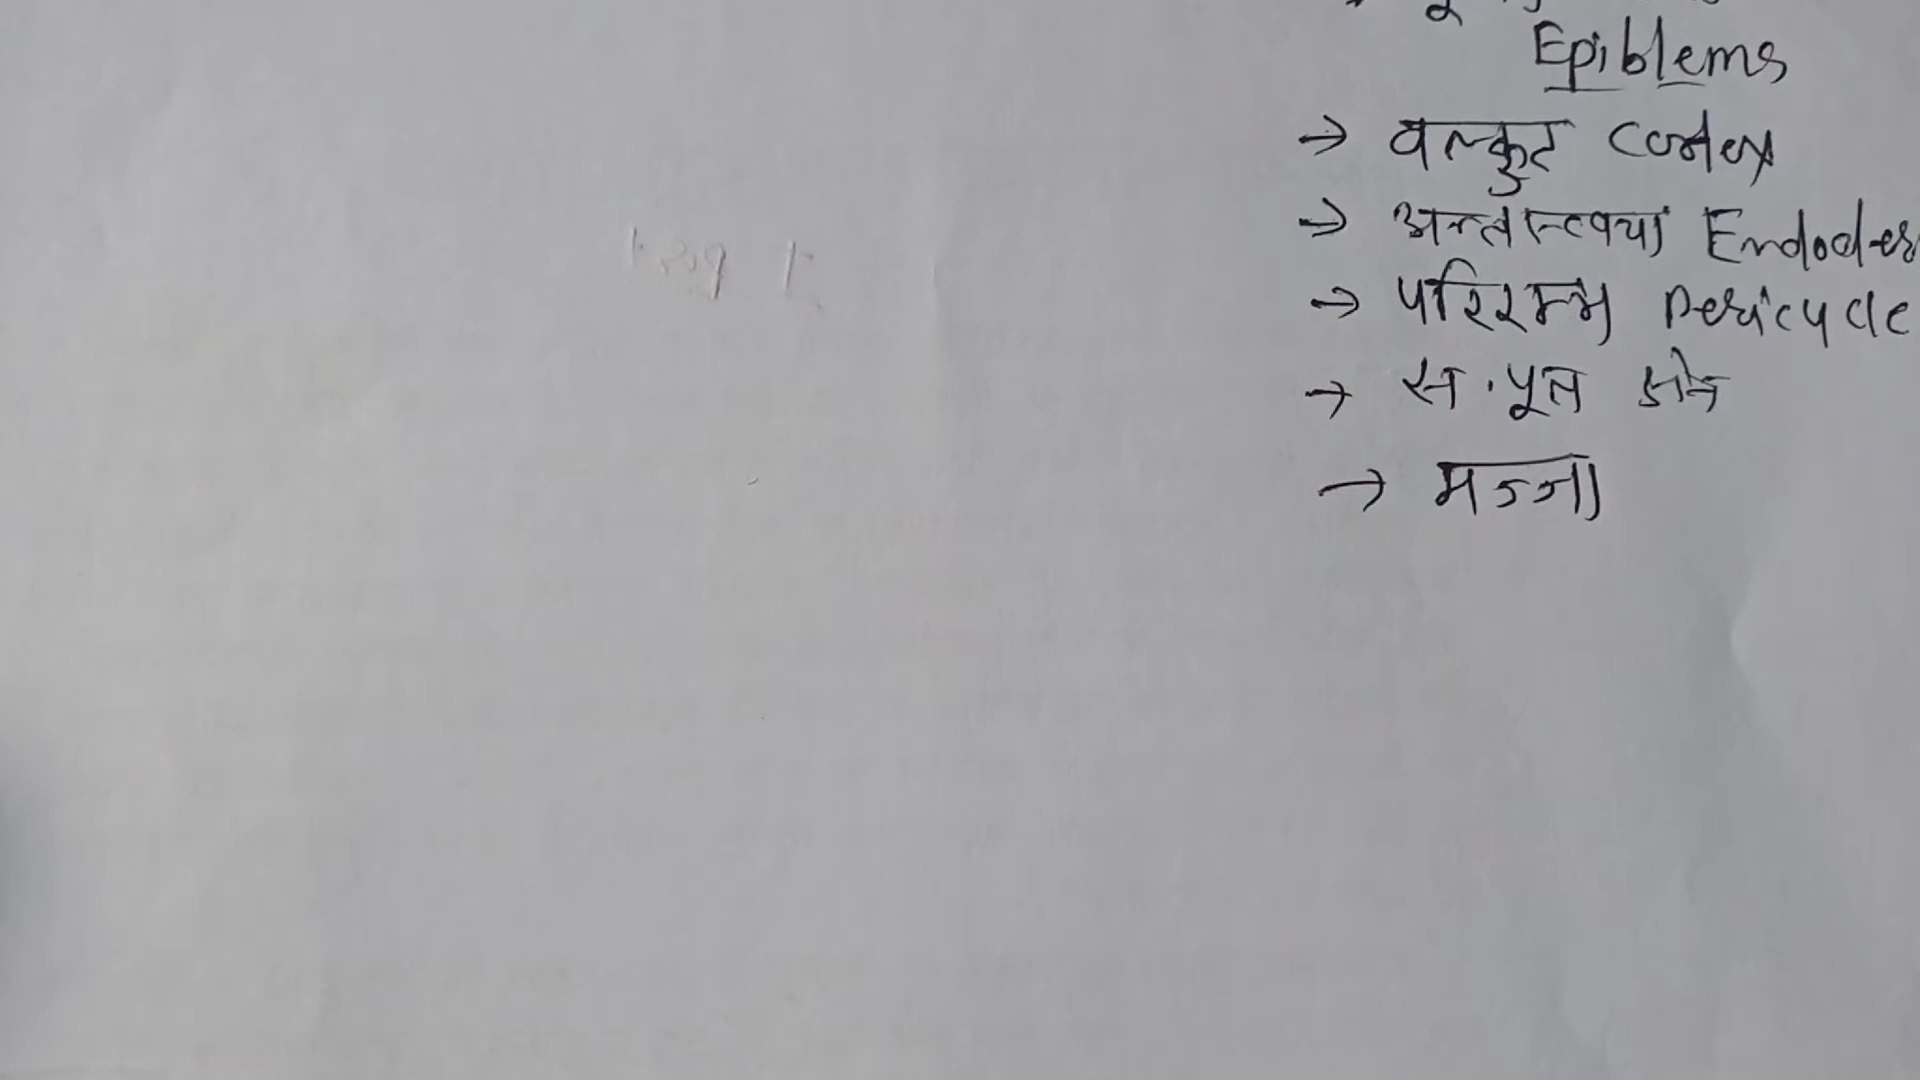 Epiblems
→ वल्कुट Cortex
→ अन्तस्त्वचा Endoder
→ परिरम्भ Pericycle
→ स. पूल
→ मज्जा